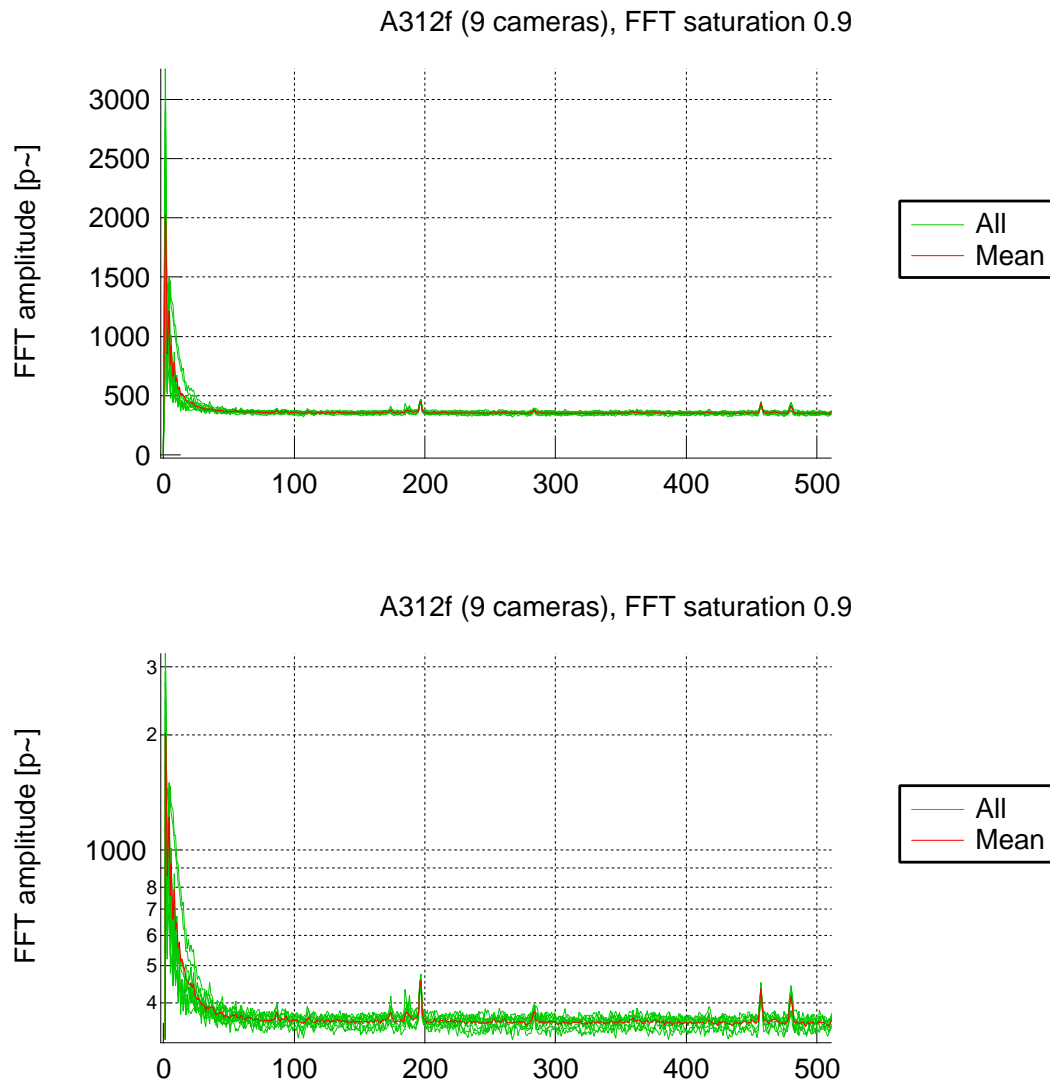 A312f (9 cameras), FFT saturation 0.9
FFT amplitude [p~]
3000
2500
2000
1500
1000
500
0
0 100 200 300 400 500
All
Mean
A312f (9 cameras), FFT saturation 0.9
FFT amplitude [p~]
3
2
1000
8
7
6
5
4
0 100 200 300 400 500
All
Mean